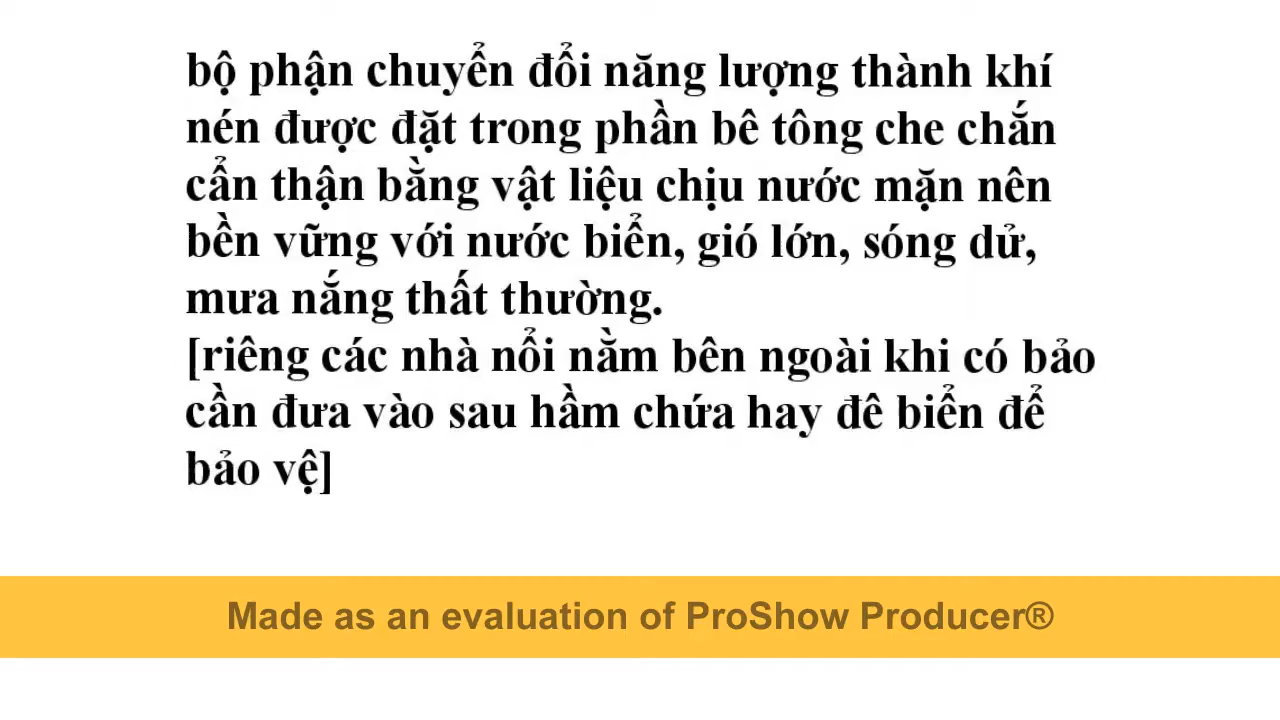 bộ phận chuyển đổi năng lượng thành khí
nén được đặt trong phần bê tông che chắn
cẩn thận bằng vật liệu chịu nước mặn nên
bền vững với nước biển, gió lớn, sóng dử,
mưa nắng thất thường.
[riêng các nhà nổi nằm bên ngoài khi có bảo
cần đưa vào sau hầm chứa hay đê biển để
bảo vệ]
Made as an evaluation of ProShow Producer®